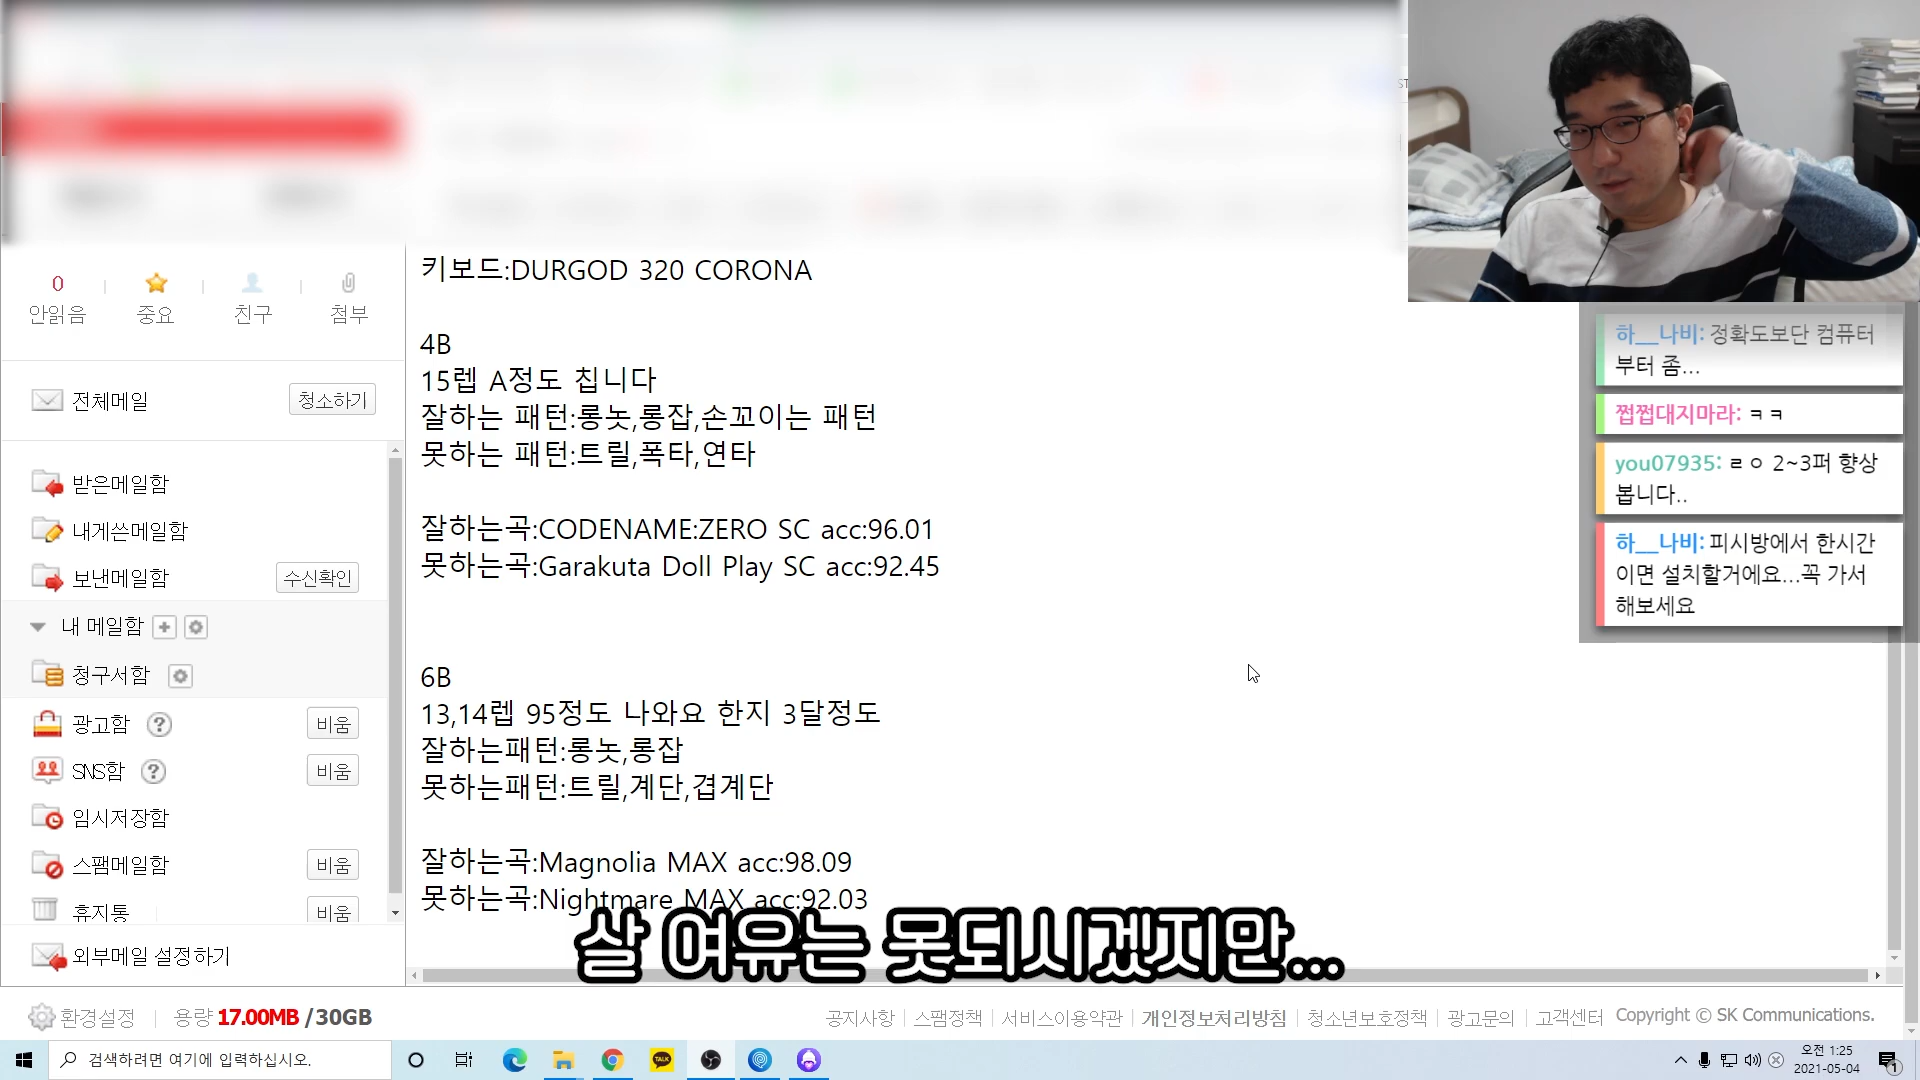 키보드:DURGOD 320 CORONA
4B
15렙 A정도 칩니다
잘하는 패턴:롱놋,롱잡,손꼬이는 패턴
못하는 패턴:트릴,폭타,연타
잘하는곡:CODENAME:ZERO SC acc:96.01
못하는곡:Garakuta Doll Play SC acc:92.45
6B
13,14렙 95정도 나와요 한지 3달정도
잘하는패턴:롱놋,롱잡
못하는패턴:트릴,계단,겹계단
잘하는곡:Magnolia MAX acc:98.09
못하는곡:Nightmare MAX acc:92.03
살 여유는 못되시겠지만...
0
안읽음 중요 친구 첨부
전체메일 청소하기
받은메일함
내게쓴메일함
보낸메일함 수신확인
내 메일함
청구서함
광고함 ? 비움
SNS함 ? 비움
임시저장함
스팸메일함 비움
휴지통 비움
외부메일 설정하기
환경설정 | 용량 17.00MB /30GB
하__나비: 정확도보단 컴퓨터
부터 좀...
쩝쩝대지마라: ㅋㅋ
you07935: ㄹㅇ 2~3퍼 향상
봅니다..
하__나비: 피시방에서 한시간
이면 설치할거에요...꼭 가서
해보세요
공지사항 | 스팸정책 | 서비스이용약관 | 개인정보처리방침 | 청소년보호정책 | 광고문의 | 고객센터 Copyright © SK Communications.
검색하려면 여기에 입력하십시오.
TALK
오전 1:25
2021-05-04
1